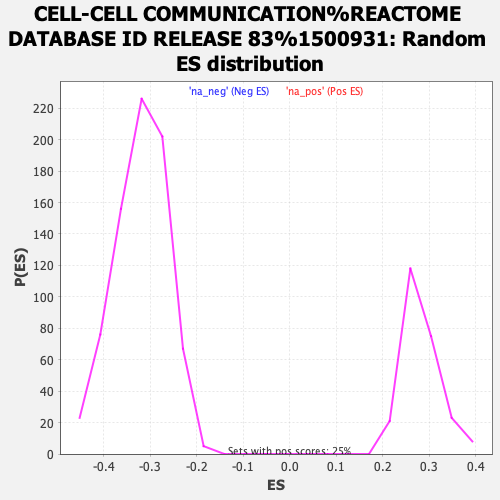 CELL-CELL COMMUNICATION%REACTOME
DATABASE ID RELEASE 83%1500931: Random
ES distribution
'na_neg' (Neg ES) 'na_pos' (Pos ES)
220
200
180
160
140
120
100
80
60
40
20
0
P(ES)
Sets with pos scores: 25%
-0.4 -0.3 -0.2 -0.1 0.0 0.1 0.2 0.3 0.4
ES